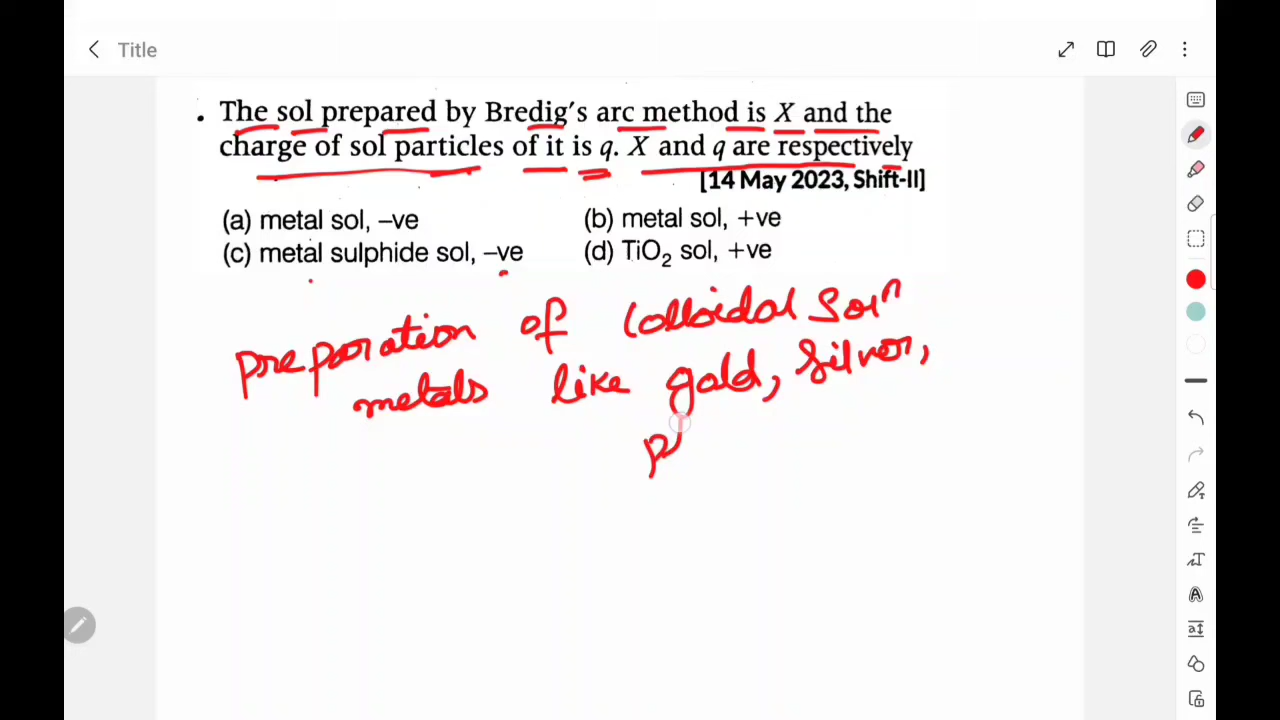 Title
. The sol prepared by Bredig's arc method is X and the
charge of sol particles of it is q. X and q are respectively
[14 May 2023, Shift-II]
(a) metal sol, –ve (b) metal sol, +ve
(c) metal sulphide sol, –ve (d) TiO₂ sol, +ve
preparation of colloidal solⁿ
metals like gold, silver,
p